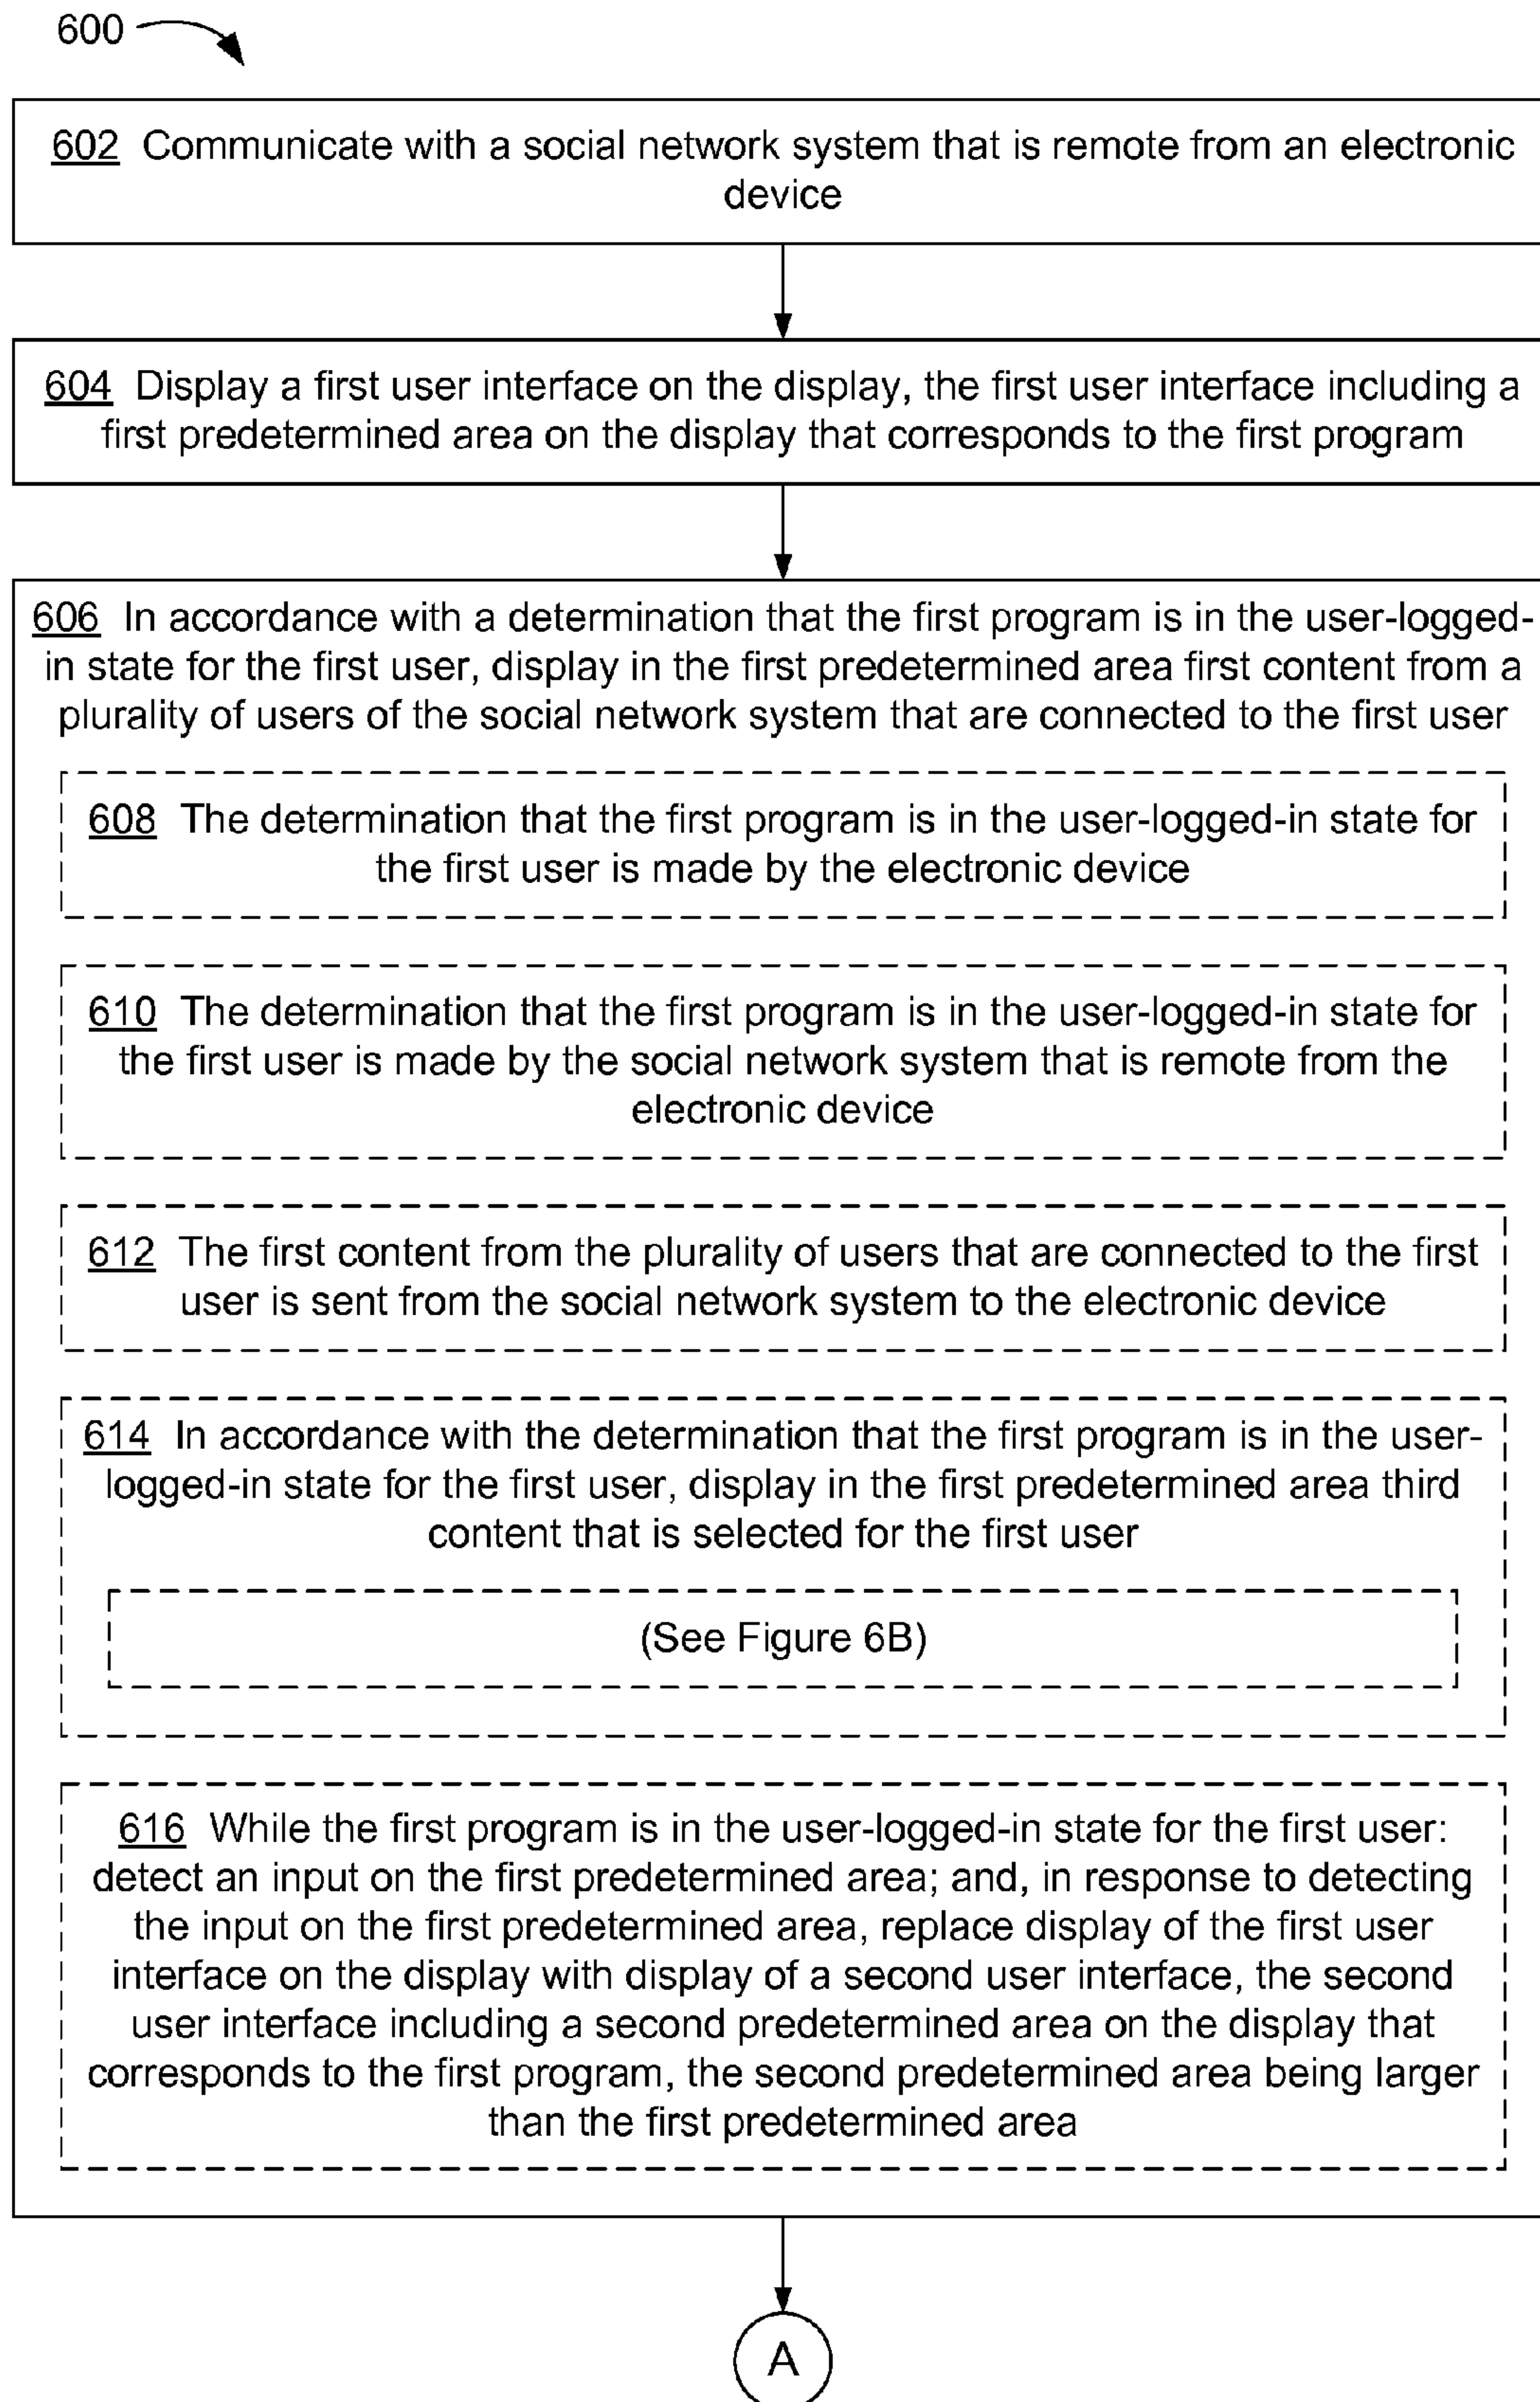 600
602 Communicate with a social network system that is remote from an electronic
device
604 Display a first user interface on the display, the first user interface including a
first predetermined area on the display that corresponds to the first program
606 In accordance with a determination that the first program is in the user-logged-
in state for the first user, display in the first predetermined area first content from a
plurality of users of the social network system that are connected to the first user
608 The determination that the first program is in the user-logged-in state for
the first user is made by the electronic device
610 The determination that the first program is in the user-logged-in state for
the first user is made by the social network system that is remote from the
electronic device
612 The first content from the plurality of users that are connected to the first
user is sent from the social network system to the electronic device
614 In accordance with the determination that the first program is in the user-
logged-in state for the first user, display in the first predetermined area third
content that is selected for the first user
(See Figure 6B)
616 While the first program is in the user-logged-in state for the first user:
detect an input on the first predetermined area; and, in response to detecting
the input on the first predetermined area, replace display of the first user
interface on the display with display of a second user interface, the second
user interface including a second predetermined area on the display that
corresponds to the first program, the second predetermined area being larger
than the first predetermined area
A